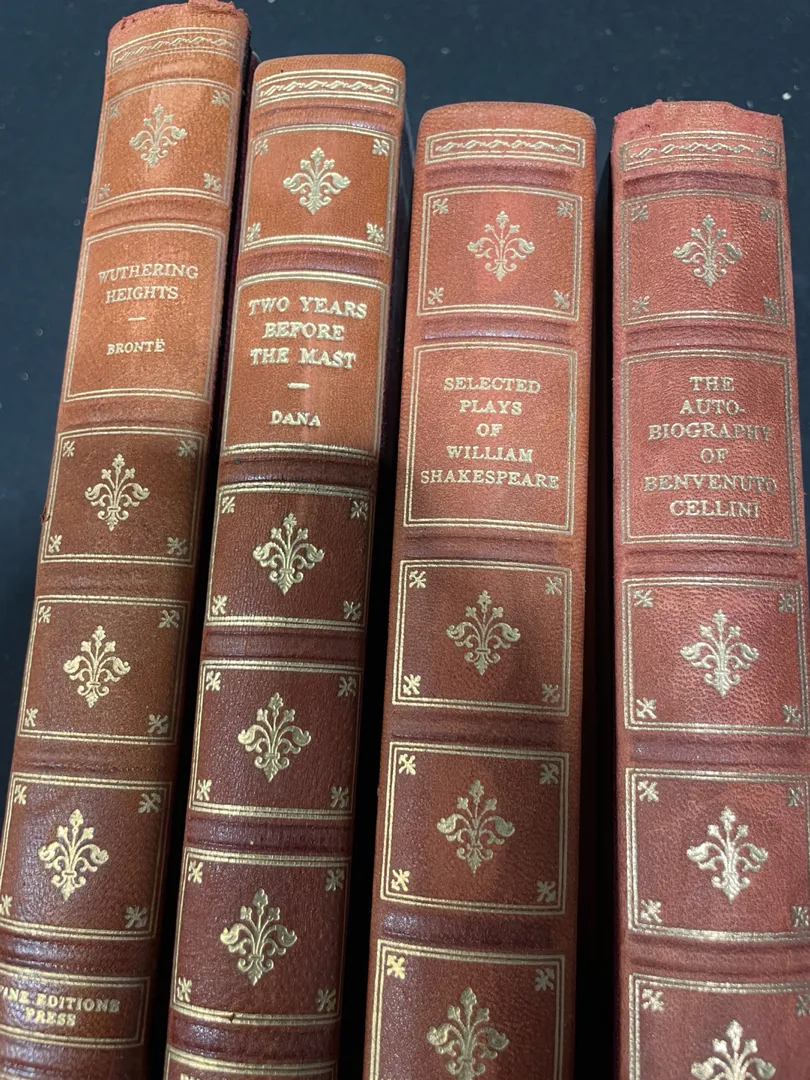 WUTHERING
HEIGHTS
BRONTË
EDITIONS
PRESS
TWO YEARS
BEFORE
THE MAST
DANA
SELECTED
PLAYS
OF
WILLIAM
SHAKESPEARE
THE
AUTO-
BIOGRAPHY
OF
BENVENUTO
CELLINI